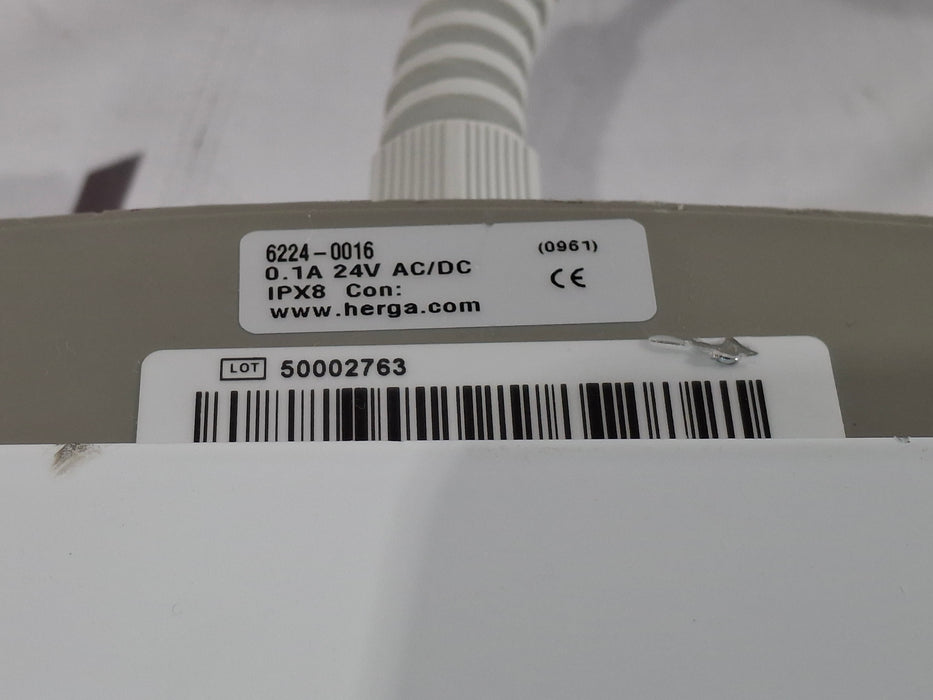 6224-0016 (0961)
0.1A 24V AC/DC CE
IPX8 Con:
www.herga.com
LOT 50002763